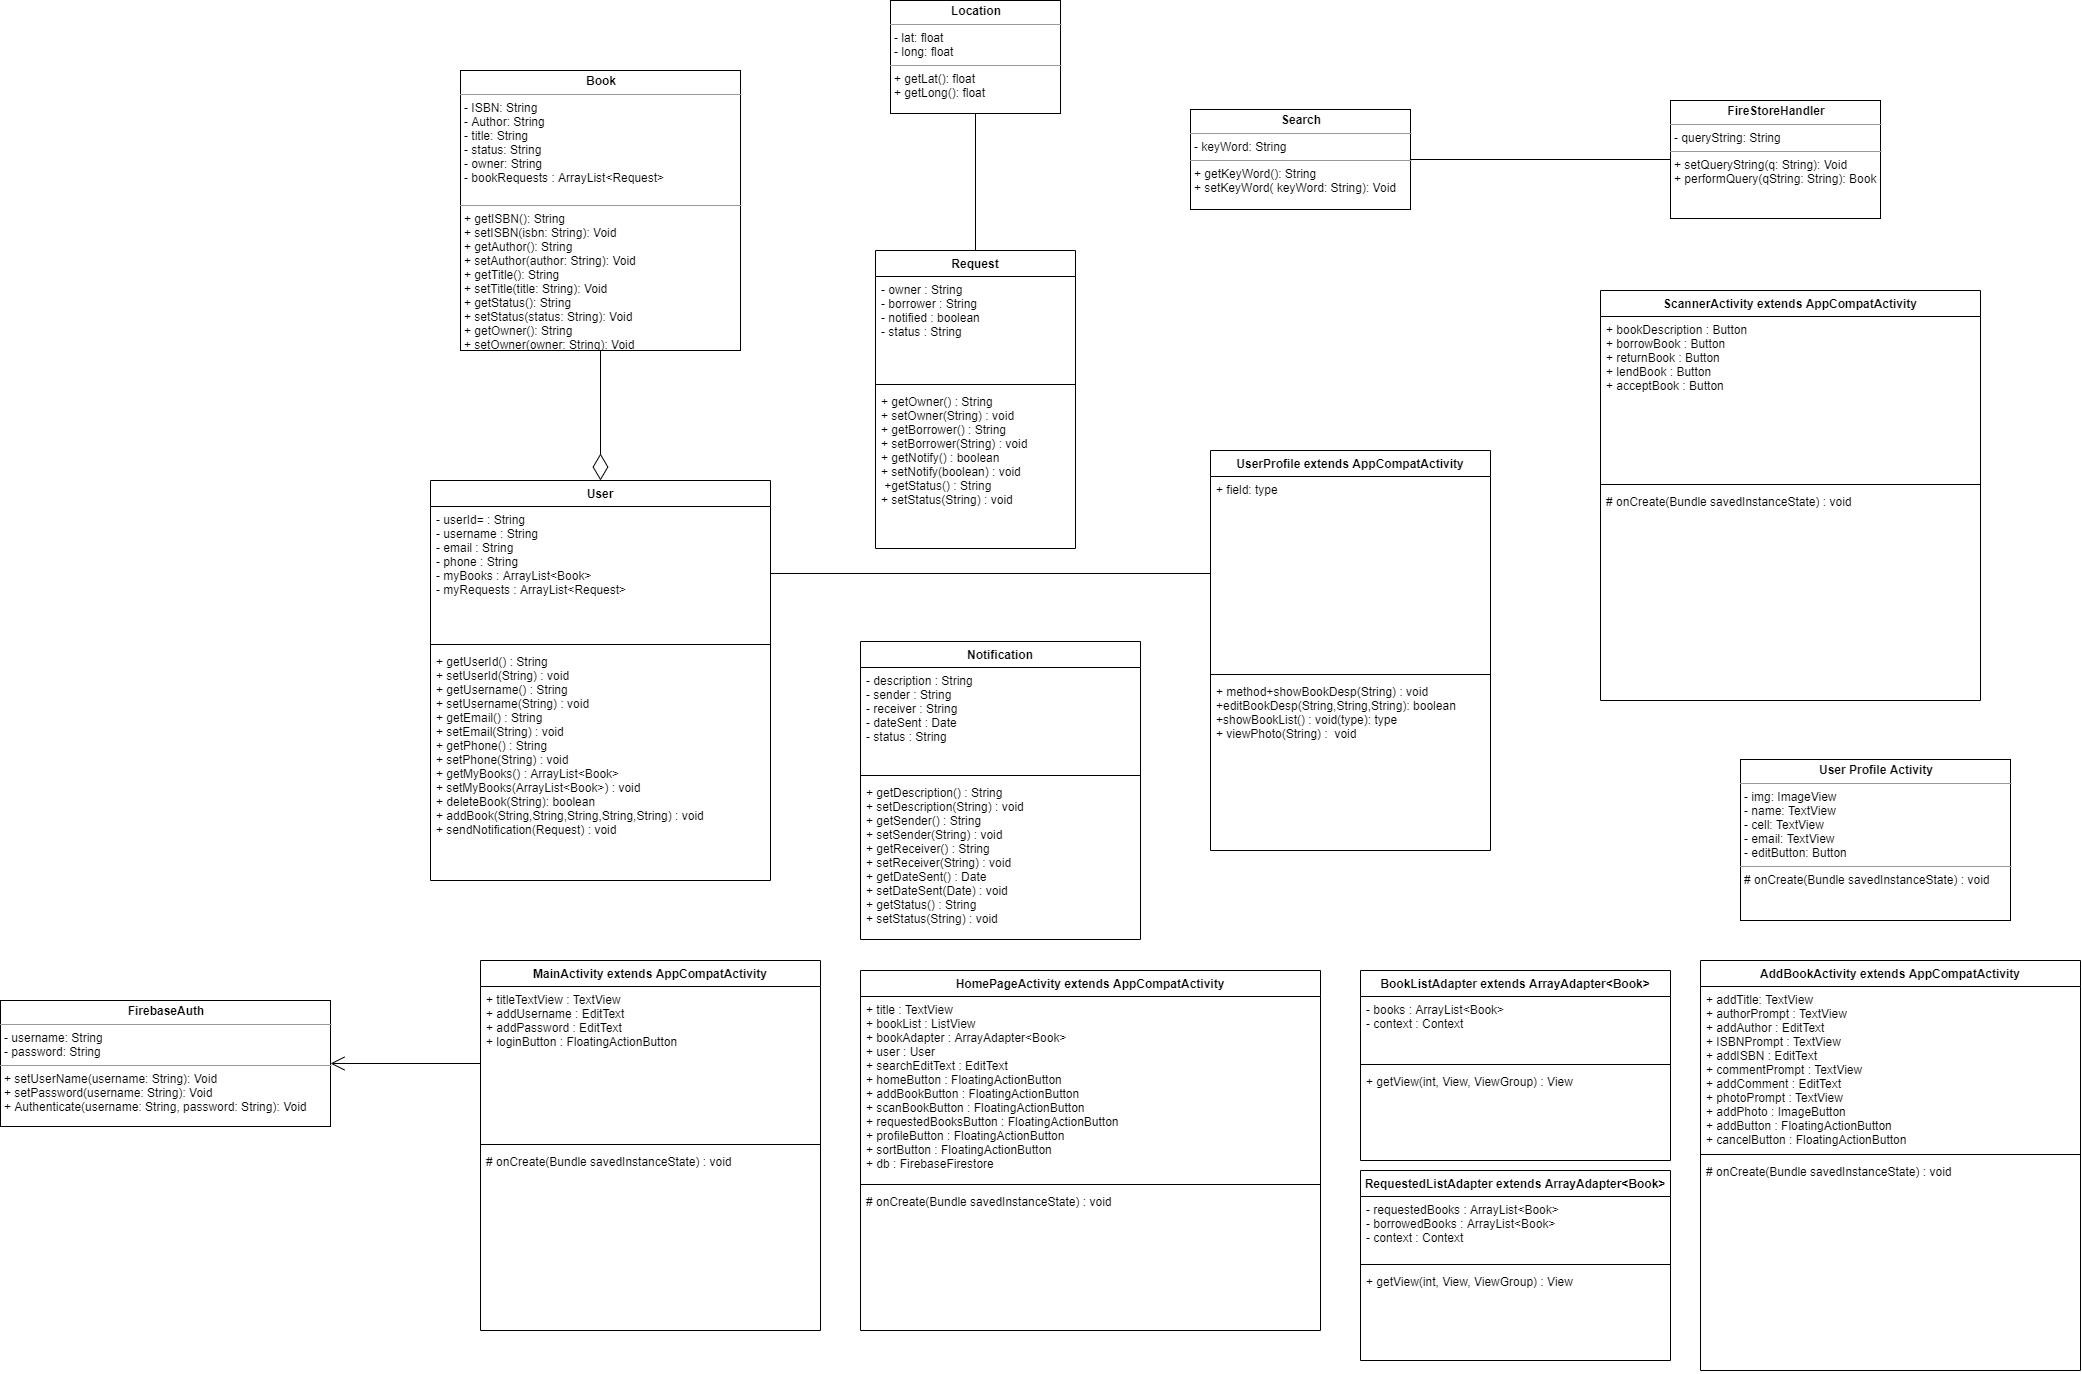 Location
- lat: float
- long: float
+ getLat(): float
+ getLong(): float
Book
- ISBN: String
- Author: String
- title: String
- status: String
- owner: String
- bookRequests : ArrayList<Request>
+ getISBN(): String
+ setISBN(isbn: String): Void
+ getAuthor(): String
+ setAuthor(author: String): Void
+ getTitle(): String
+ setTitle(title: String): Void
+ getStatus(): String
+ setStatus(status: String): Void
+ getOwner(): String
+ setOwner(owner: String): Void
Search
- keyWord: String
+ getKeyWord(): String
+ setKeyWord( keyWord: String): Void
FireStoreHandler
- queryString: String
+ setQueryString(q: String): Void
+ performQuery(qString: String): Book
Request
- owner : String
- borrower : String
- notified : boolean
- status : String
+ getOwner() : String
+ setOwner(String) : void
+ getBorrower() : String
+ setBorrower(String) : void
+ getNotify() : boolean
+ setNotify(boolean) : void
+getStatus() : String
+ setStatus(String) : void
ScannerActivity extends AppCompatActivity
+ bookDescription : Button
+ borrowBook : Button
+ returnBook : Button
+ lendBook : Button
+ acceptBook : Button
# onCreate(Bundle savedInstanceState) : void
User
- userId= : String
- username : String
- email : String
- phone : String
- myBooks : ArrayList<Book>
- myRequests : ArrayList<Request>
+ getUserId() : String
+ setUserId(String) : void
+ getUsername() : String
+ setUsername(String) : void
+ getEmail() : String
+ setEmail(String) : void
+ getPhone() : String
+ setPhone(String) : void
+ getMyBooks() : ArrayList<Book>
+ setMyBooks(ArrayList<Book>) : void
+ deleteBook(String): boolean
+ addBook(String,String,String,String,String) : void
+ sendNotification(Request) : void
UserProfile extends AppCompatActivity
+ field: type
+ method+showBookDesp(String) : void
+editBookDesp(String,String,String): boolean
+showBookList() : void(type): type
+ viewPhoto(String) :  void
Notification
- description : String
- sender : String
- receiver : String
- dateSent : Date
- status : String
+ getDescription() : String
+ setDescription(String) : void
+ getSender() : String
+ setSender(String) : void
+ getReceiver() : String
+ setReceiver(String) : void
+ getDateSent() : Date
+ setDateSent(Date) : void
+ getStatus() : String
+ setStatus(String) : void
User Profile Activity
- img: ImageView
- name: TextView
- cell: TextView
- email: TextView
- editButton: Button
# onCreate(Bundle savedInstanceState) : void
FirebaseAuth
- username: String
- password: String
+ setUserName(username: String): Void
+ setPassword(username: String): Void
+ Authenticate(username: String, password: String): Void
MainActivity extends AppCompatActivity
+ titleTextView : TextView
+ addUsername : EditText
+ addPassword : EditText
+ loginButton : FloatingActionButton
# onCreate(Bundle savedInstanceState) : void
HomePageActivity extends AppCompatActivity
+ title : TextView
+ bookList : ListView
+ bookAdapter : ArrayAdapter<Book>
+ user : User
+ searchEditText : EditText
+ homeButton : FloatingActionButton
+ addBookButton : FloatingActionButton
+ scanBookButton : FloatingActionButton
+ requestedBooksButton : FloatingActionButton
+ profileButton : FloatingActionButton
+ sortButton : FloatingActionButton
+ db : FirebaseFirestore
# onCreate(Bundle savedInstanceState) : void
BookListAdapter extends ArrayAdapter<Book>
- books : ArrayList<Book>
- context : Context
+ getView(int, View, ViewGroup) : View
RequestedListAdapter extends ArrayAdapter<Book>
- requestedBooks : ArrayList<Book>
- borrowedBooks : ArrayList<Book>
- context : Context
+ getView(int, View, ViewGroup) : View
AddBookActivity extends AppCompatActivity
+ addTitle: TextView
+ authorPrompt : TextView
+ addAuthor : EditText
+ ISBNPrompt : TextView
+ addISBN : EditText
+ commentPrompt : TextView
+ addComment : EditText
+ photoPrompt : TextView
+ addPhoto : ImageButton
+ addButton : FloatingActionButton
+ cancelButton : FloatingActionButton
# onCreate(Bundle savedInstanceState) : void